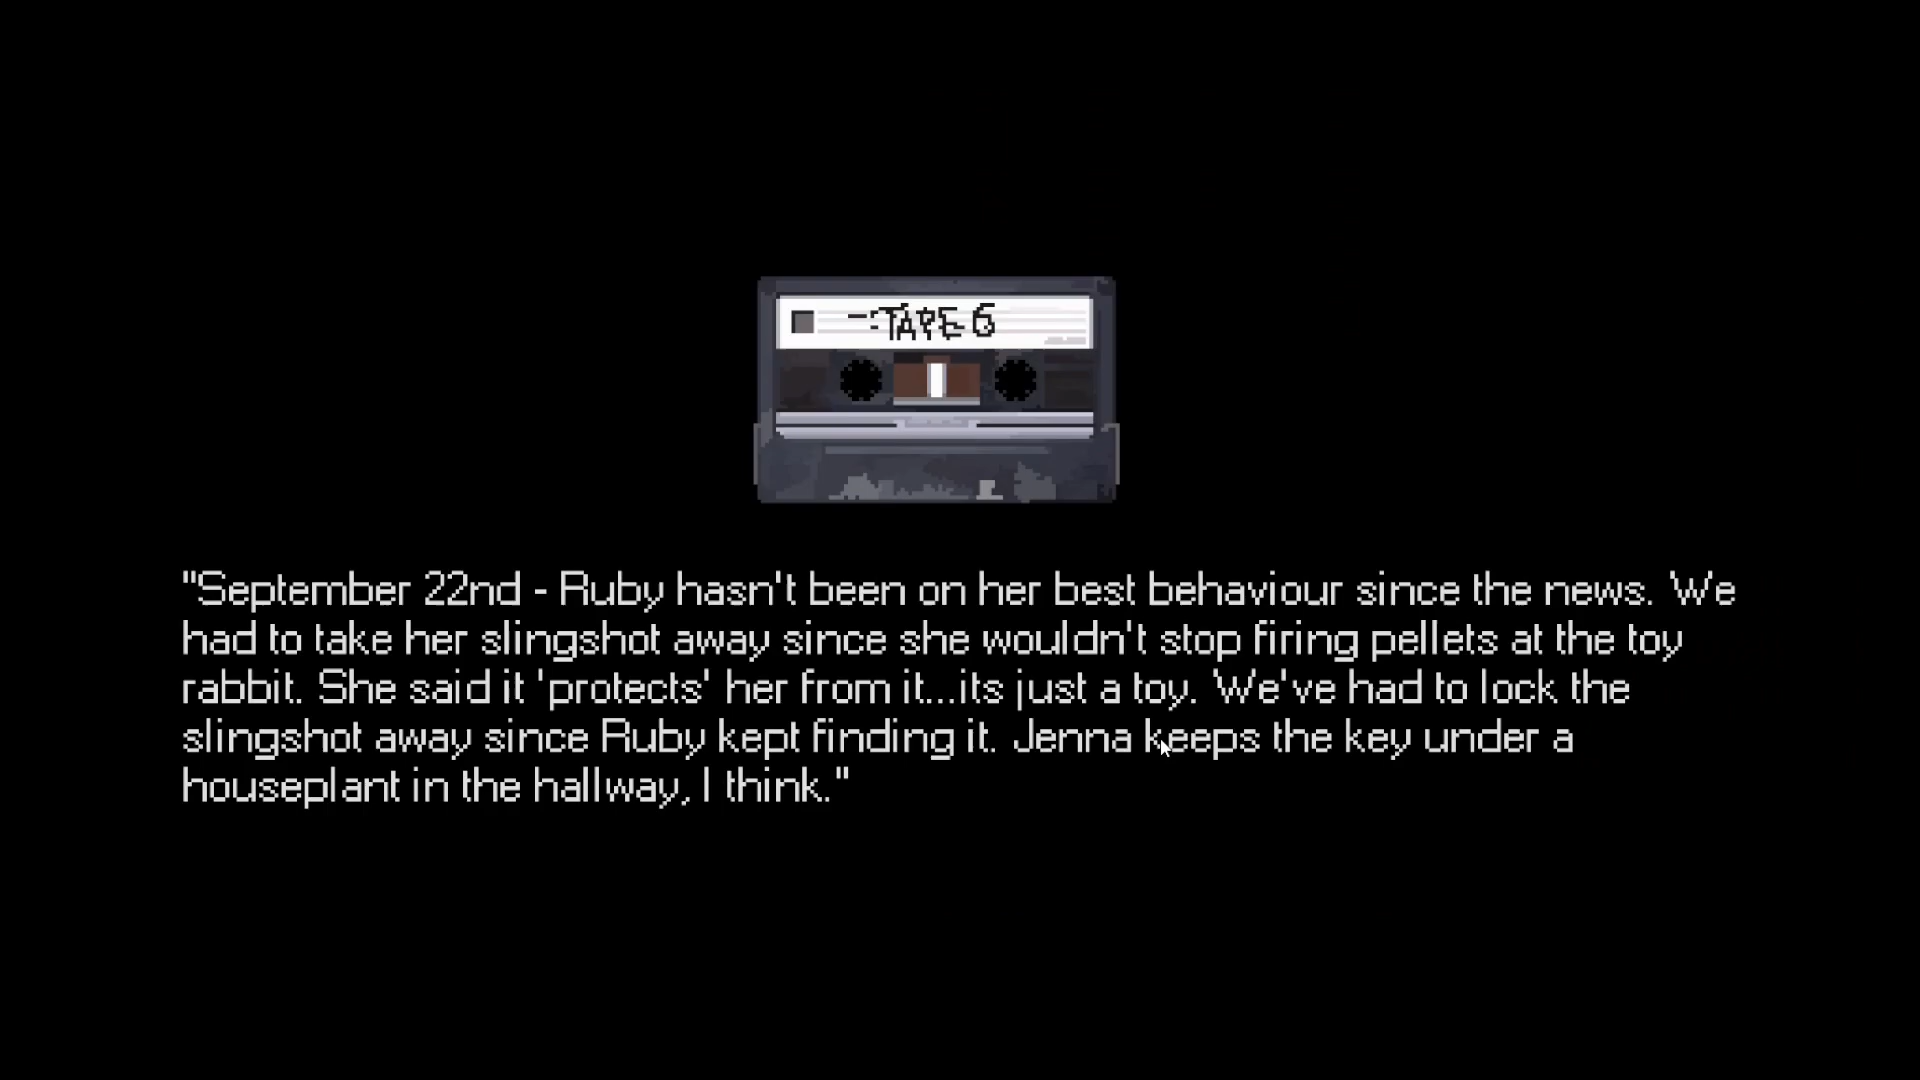 TAPE 6
"September 22nd - Ruby hasn't been on her best behaviour since the news. We
had to take her slingshot away since she wouldn't stop firing pellets at the toy
rabbit. She said it 'protects' her from it...its just a toy. We've had to lock the
slingshot away since Ruby kept finding it. Jenna keeps the key under a
houseplant in the hallway, I think."